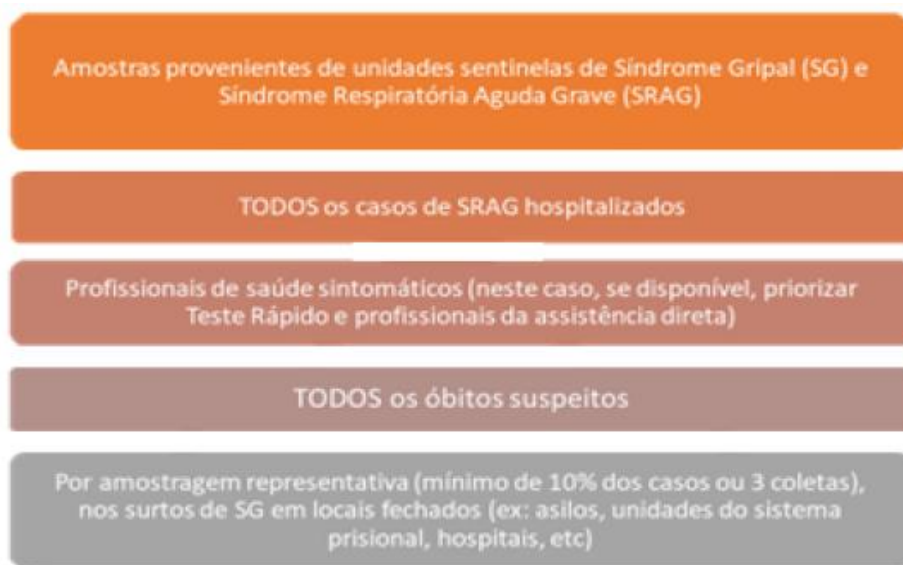 Amostras provenientes de unidades sentinelas de Síndrome Gripal (SG) e
Síndrome Respiratória Aguda Grave (SRAG)
TODOS os casos de SRAG hospitalizados
Profissionais de saúde sintomáticos (neste caso, se disponível, priorizar
Teste Rápido e profissionais da assistência direta)
TODOS os óbitos suspeitos
Por amostragem representativa (mínimo de 10% dos casos ou 3 coletas),
nos surtos de SG em locais fechados (ex: asilos, unidades do sistema
prisional, hospitais, etc)